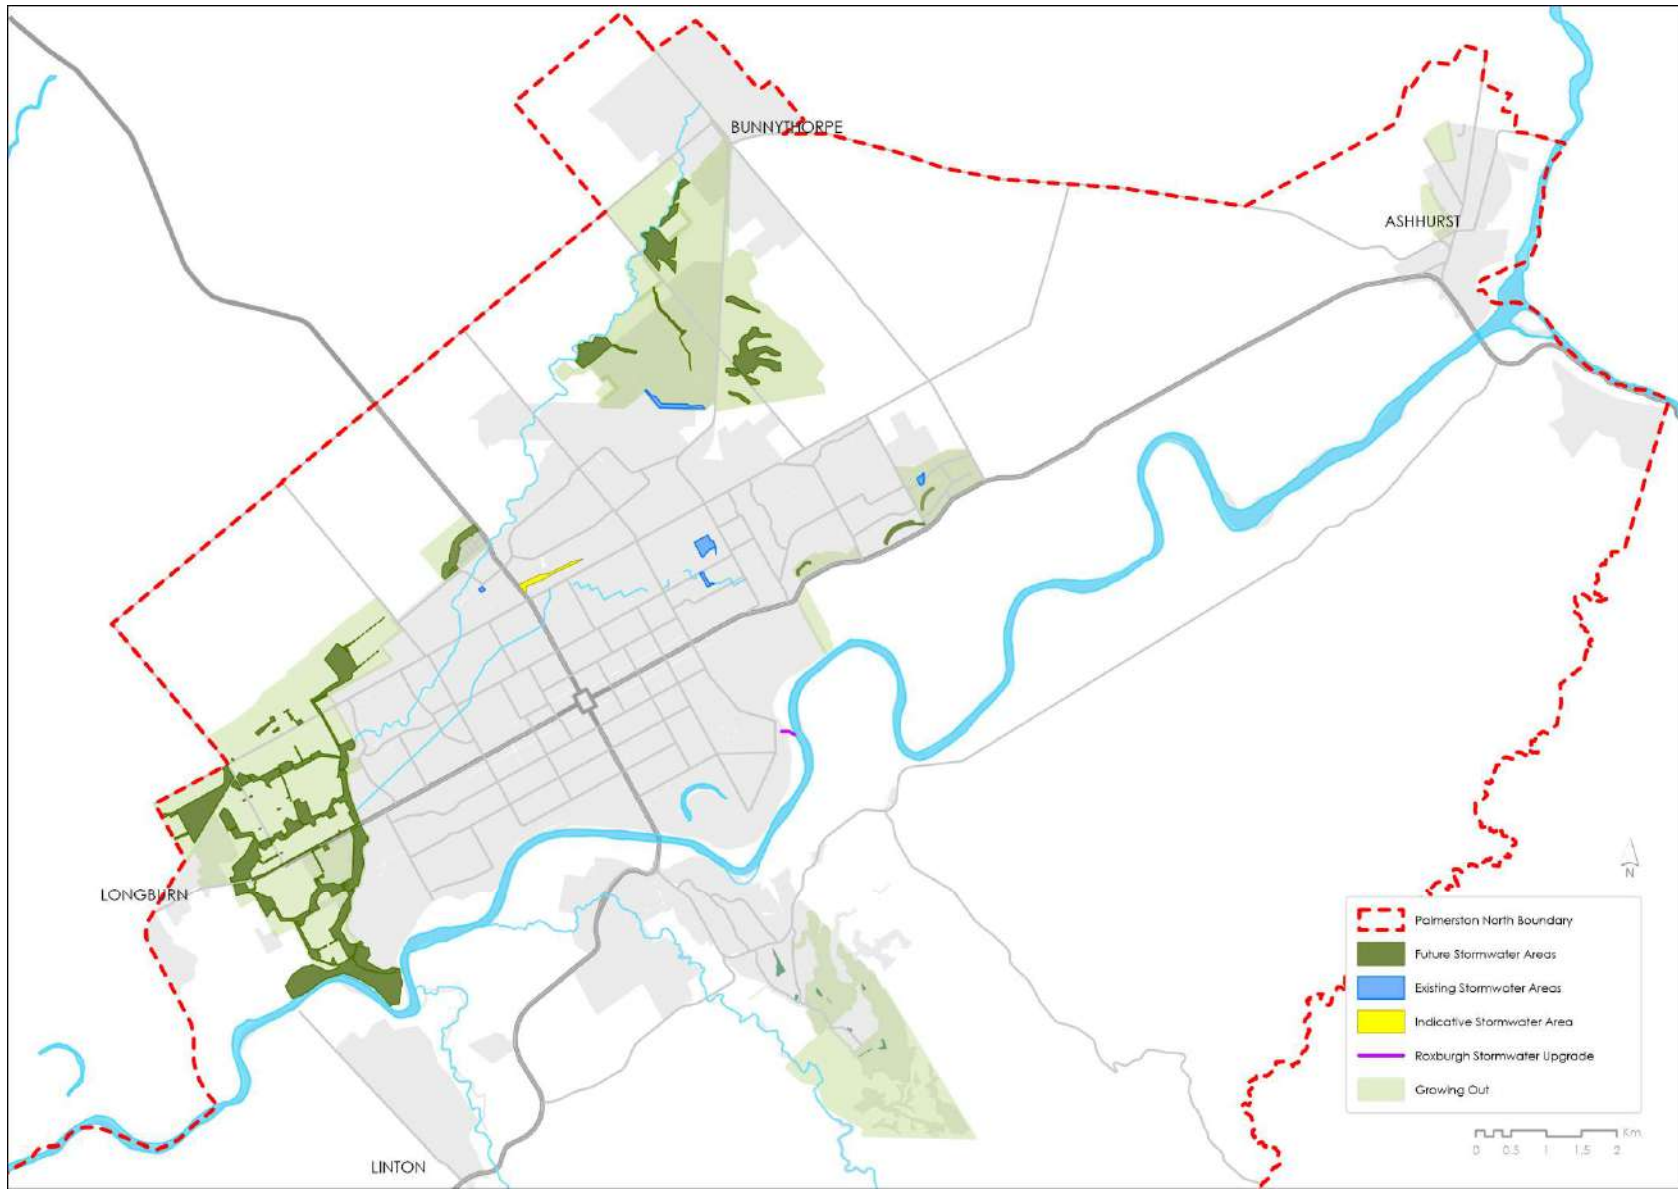 BUNNYTHORPE
ASHHURST
LONGBURN
LINTON
N
Palmerston North Boundary
Future Stormwater Areas
Existing Stormwater Areas
Indicative Stormwater Area
Roxburgh Stormwater Upgrade
Growing Out
Km
0 0.5 1 1.5 2